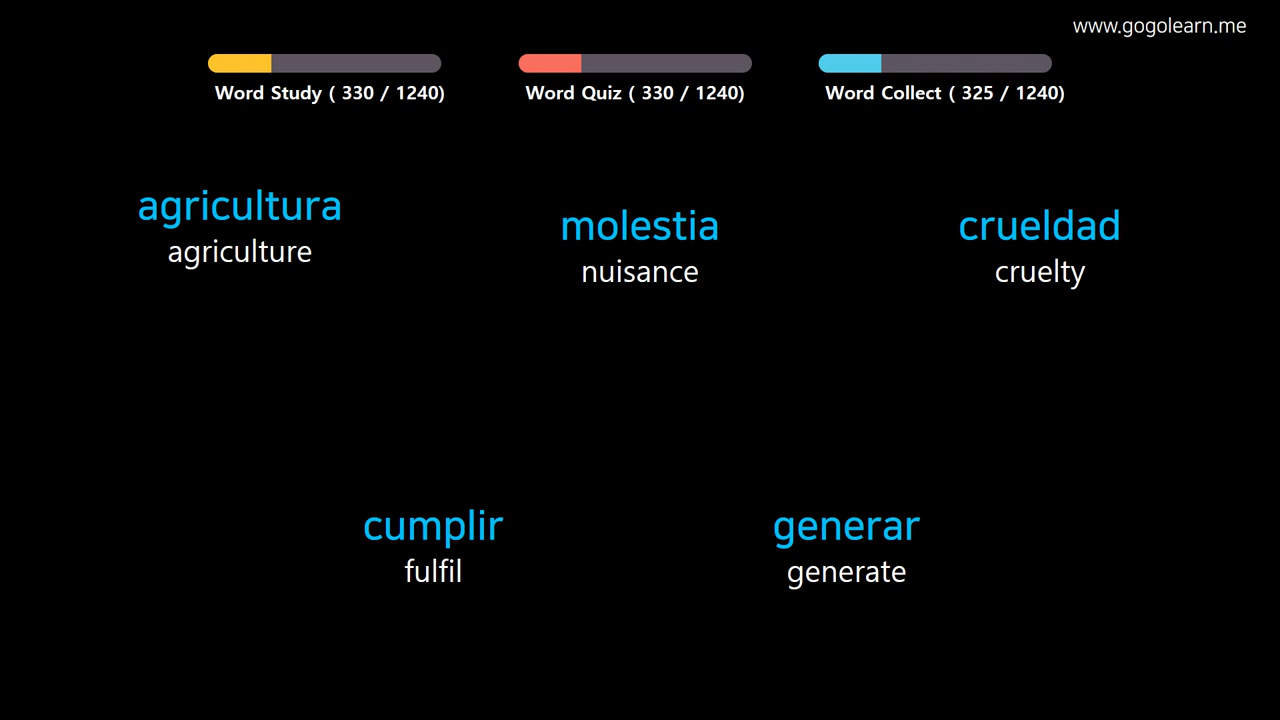 www.gogolearn.me
Word Study ( 330 / 1240)
Word Quiz ( 330 / 1240)
Word Collect ( 325 / 1240)
agricultura
agriculture
molestia
nuisance
crueldad
cruelty
cumplir
fulfil
generar
generate